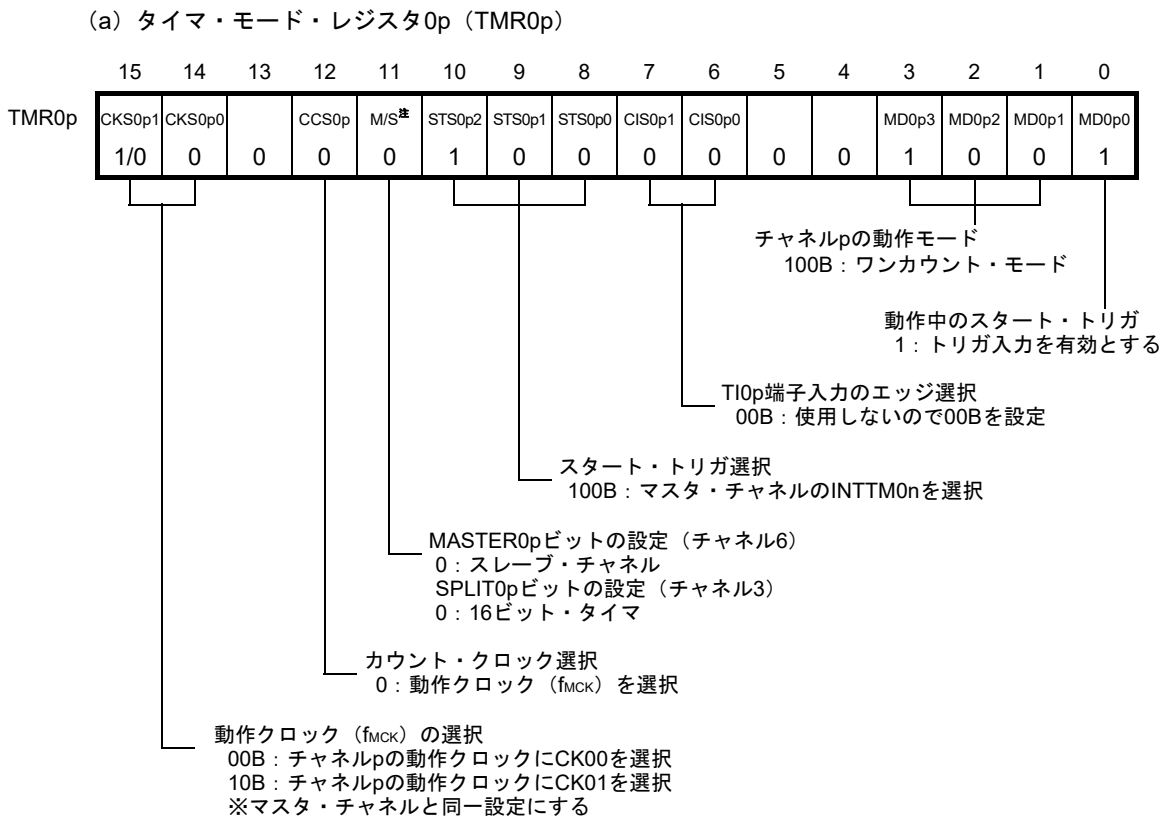 (a) タイマ・モード・レジスタ0p（TMR0p）
15 14 13 12 11 10 9 8 7 6 5 4 3 2 1 0
TMR0p CKS0p1 CKS0p0 CCS0p M/S注 STS0p2 STS0p1 STS0p0 CIS0p1 CIS0p0 MD0p3 MD0p2 MD0p1 MD0p0
1/0 0 0 0 0 1 0 0 0 0 0 0 1 0 0 1
チャネルpの動作モード
100B：ワンカウント・モード
動作中のスタート・トリガ
1：トリガ入力を有効とする
TI0p端子入力のエッジ選択
00B：使用しないので00Bを設定
スタート・トリガ選択
100B：マスタ・チャネルのINTTM0nを選択
MASTER0pビットの設定（チャネル6）
0：スレーブ・チャネル
SPLIT0pビットの設定（チャネル3）
0：16ビット・タイマ
カウント・クロック選択
0：動作クロック（fMCK）を選択
動作クロック（fMCK）の選択
00B：チャネルpの動作クロックにCK00を選択
10B：チャネルpの動作クロックにCK01を選択
※マスタ・チャネルと同一設定にする